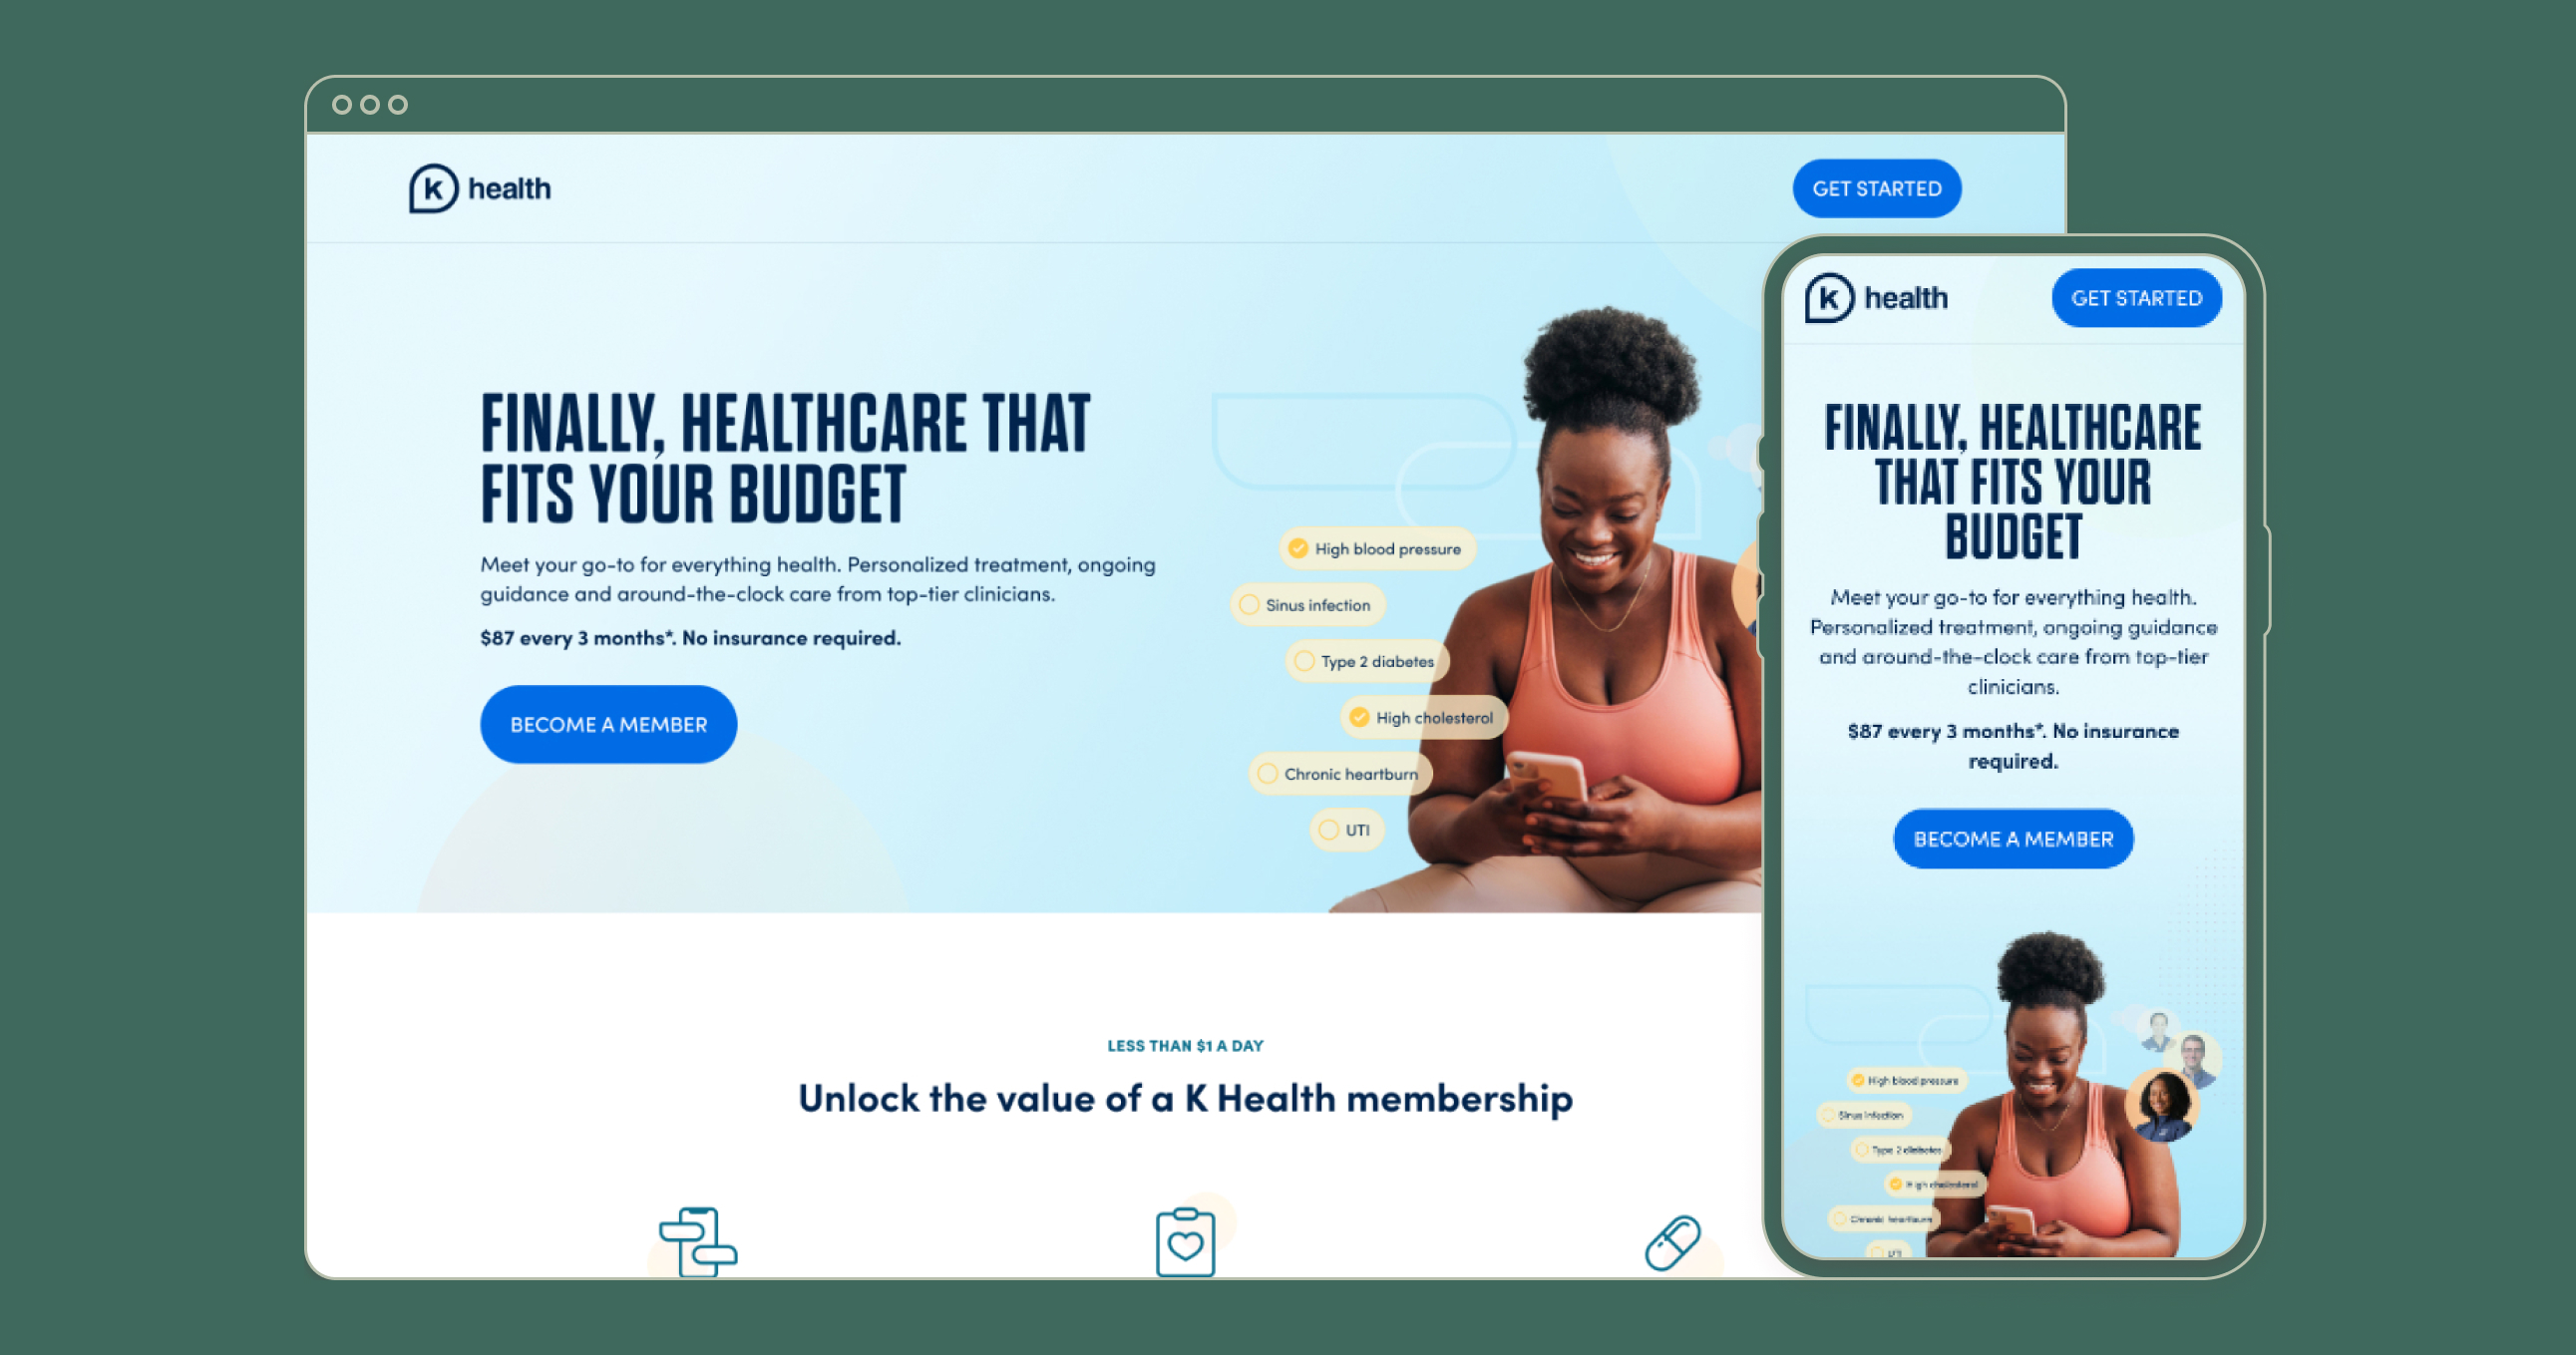 k health
GET STARTED
FINALLY, HEALTHCARE THAT
FITS YOUR BUDGET
Meet your go-to for everything health. Personalized treatment, ongoing
guidance and around-the-clock care from top-tier clinicians.
$87 every 3 months*. No insurance required.
BECOME A MEMBER
High blood pressure
Sinus infection
Type 2 diabetes
High cholesterol
Chronic heartburn
UTI
LESS THAN $1 A DAY
Unlock the value of a K Health membership
k health
GET STARTED
FINALLY, HEALTHCARE
THAT FITS YOUR
BUDGET
Meet your go-to for everything health.
Personalized treatment, ongoing guidance
and around-the-clock care from top-tier
clinicians.
$87 every 3 months*. No insurance
required.
BECOME A MEMBER
High blood pressure
Sinus infection
Type 2 diabetes
High cholesterol
Chronic heartburn
UTI